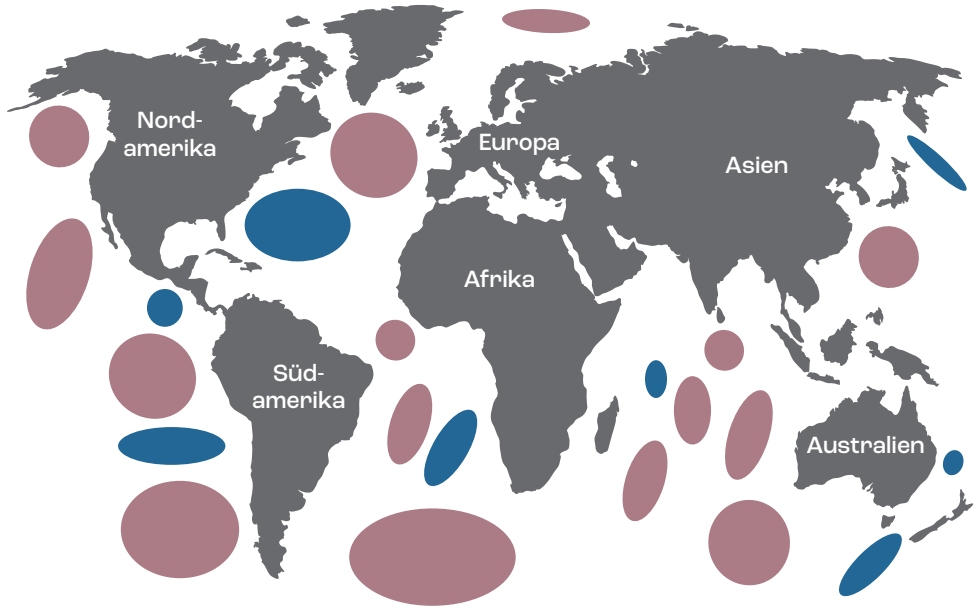 Nord-
amerika
Europa
Asien
Afrika
Süd-
amerika
Australien